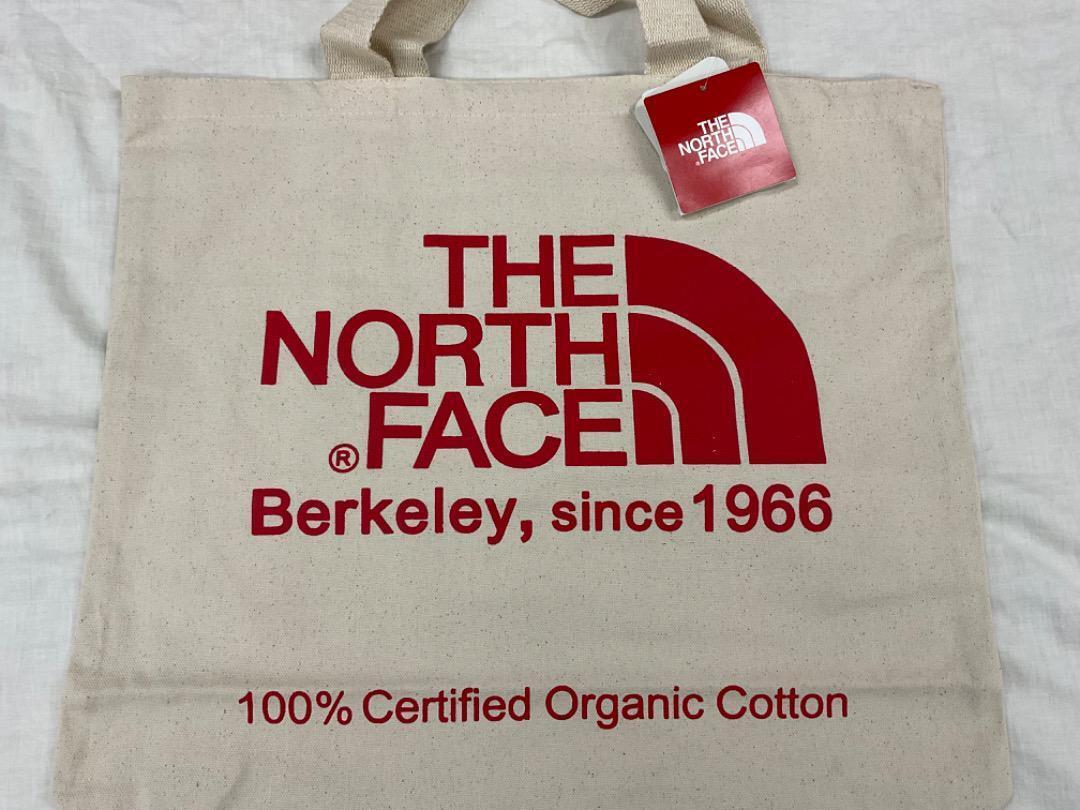 THE
NORTH
FACE
THE
NORTH
®FACE
Berkeley, since 1966
100% Certified Organic Cotton